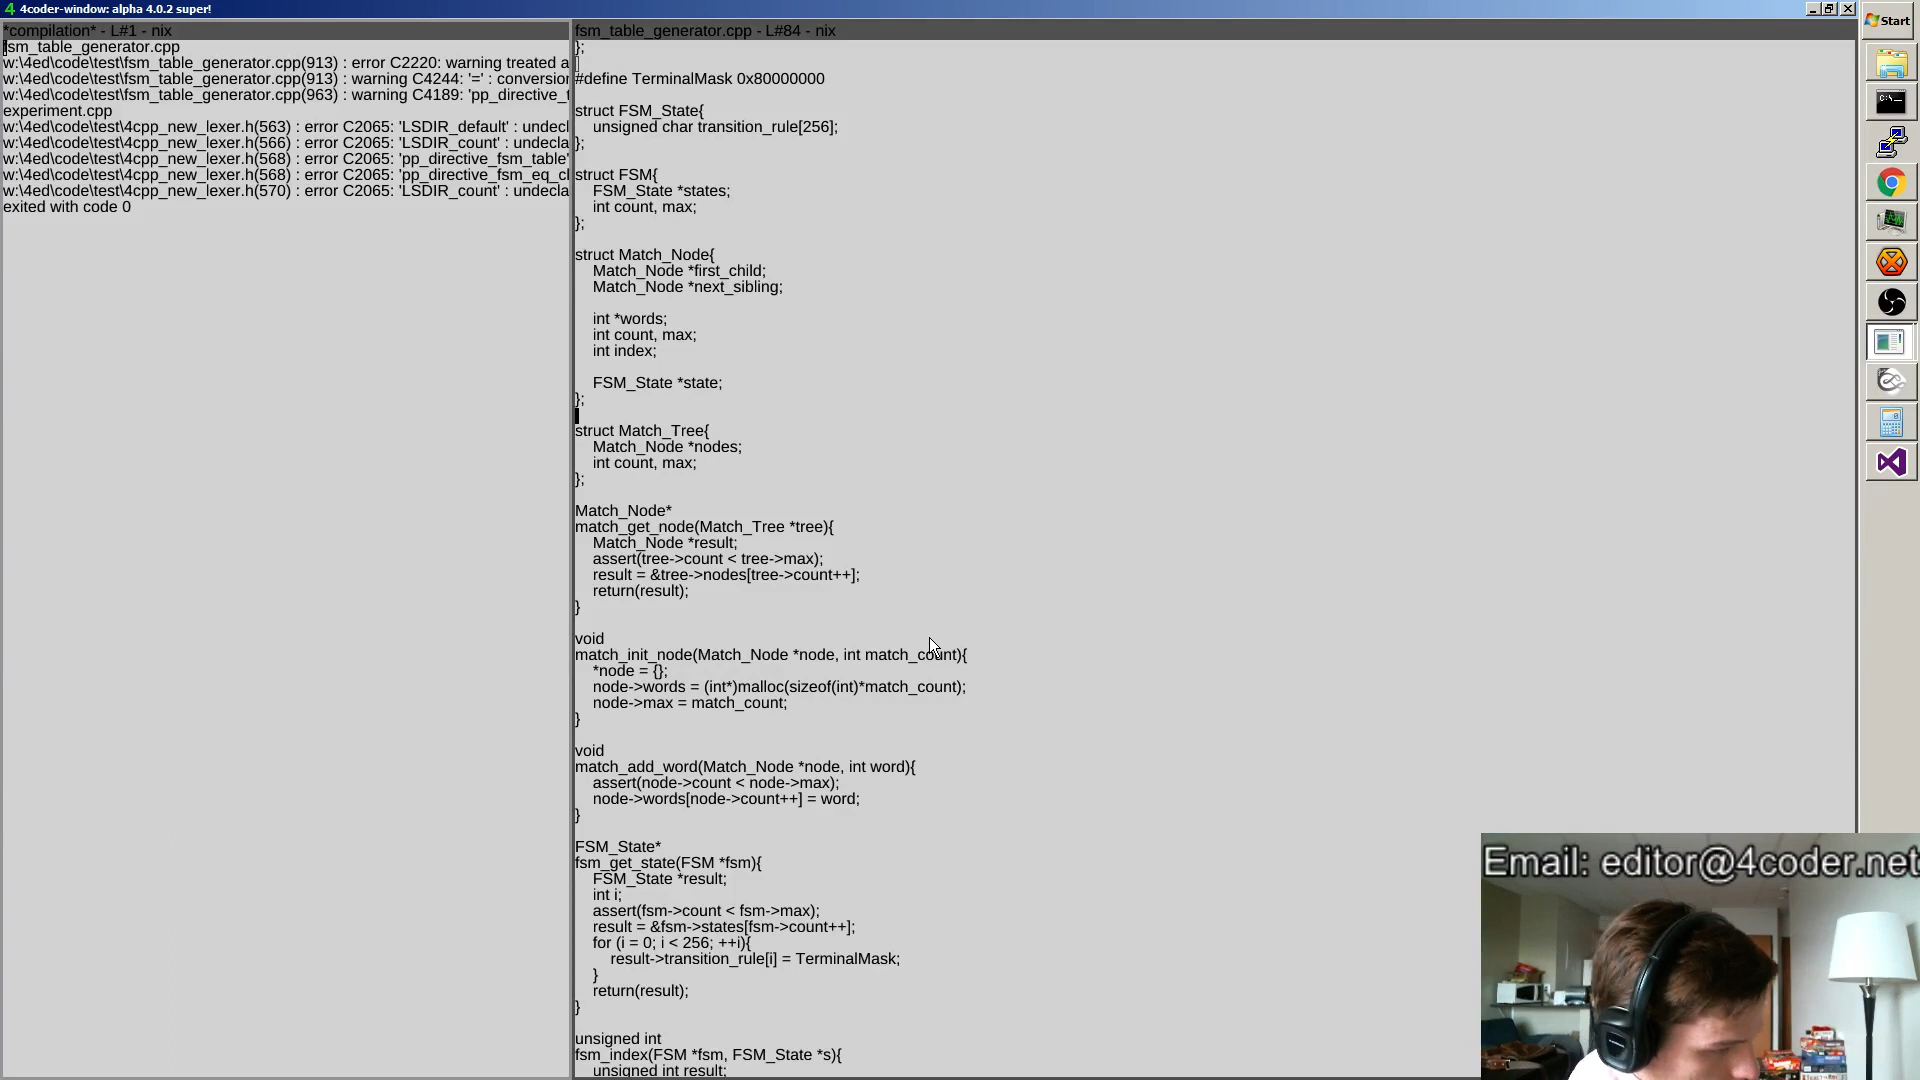 4 4coder-window: alpha 4.0.2 super!
*compilation* - L#1 - nix
fsm_table_generator.cpp
w:\4ed\code\test\fsm_table_generator.cpp(913) : error C2220: warning treated a
w:\4ed\code\test\fsm_table_generator.cpp(913) : warning C4244: '=' : conversion
w:\4ed\code\test\fsm_table_generator.cpp(963) : warning C4189: 'pp_directive_t
experiment.cpp
w:\4ed\code\test\4cpp_new_lexer.h(563) : error C2065: 'LSDIR_default' : undecl
w:\4ed\code\test\4cpp_new_lexer.h(566) : error C2065: 'LSDIR_count' : undecla
w:\4ed\code\test\4cpp_new_lexer.h(568) : error C2065: 'pp_directive_fsm_table'
w:\4ed\code\test\4cpp_new_lexer.h(568) : error C2065: 'pp_directive_fsm_eq_cl
w:\4ed\code\test\4cpp_new_lexer.h(570) : error C2065: 'LSDIR_count' : undecla
exited with code 0
fsm_table_generator.cpp - L#84 - nix
};
#define TerminalMask 0x80000000
struct FSM_State{
unsigned char transition_rule[256];
};
struct FSM{
FSM_State *states;
int count, max;
};
struct Match_Node{
Match_Node *first_child;
Match_Node *next_sibling;
int *words;
int count, max;
int index;
FSM_State *state;
};
struct Match_Tree{
Match_Node *nodes;
int count, max;
};
Match_Node*
match_get_node(Match_Tree *tree){
Match_Node *result;
assert(tree->count < tree->max);
result = &tree->nodes[tree->count++];
return(result);
}
void
match_init_node(Match_Node *node, int match_count){
*node = {};
node->words = (int*)malloc(sizeof(int)*match_count);
node->max = match_count;
}
void
match_add_word(Match_Node *node, int word){
assert(node->count < node->max);
node->words[node->count++] = word;
}
FSM_State*
fsm_get_state(FSM *fsm){
FSM_State *result;
int i;
assert(fsm->count < fsm->max);
result = &fsm->states[fsm->count++];
for (i = 0; i < 256; ++i){
result->transition_rule[i] = TerminalMask;
}
return(result);
}
unsigned int
fsm_index(FSM *fsm, FSM_State *s){
unsigned int result;
Start
Email: editor@4coder.net